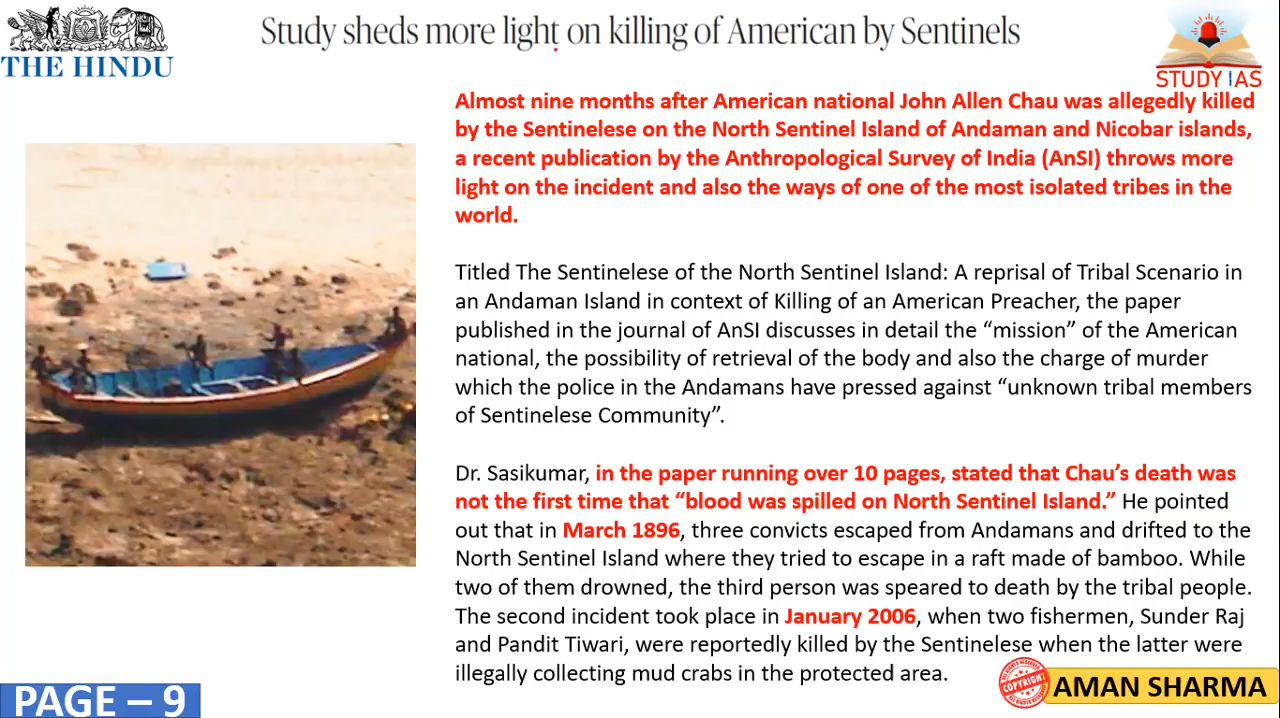 Study sheds more light on killing of American by Sentinels
THE HINDU
STUDY IAS
Almost nine months after American national John Allen Chau was allegedly killed
by the Sentinelese on the North Sentinel Island of Andaman and Nicobar islands,
a recent publication by the Anthropological Survey of India (AnSI) throws more
light on the incident and also the ways of one of the most isolated tribes in the
world.
Titled The Sentinelese of the North Sentinel Island: A reprisal of Tribal Scenario in
an Andaman Island in context of Killing of an American Preacher, the paper
published in the journal of AnSI discusses in detail the “mission” of the American
national, the possibility of retrieval of the body and also the charge of murder
which the police in the Andamans have pressed against “unknown tribal members
of Sentinelese Community”.
Dr. Sasikumar, in the paper running over 10 pages, stated that Chau’s death was
not the first time that “blood was spilled on North Sentinel Island.” He pointed
out that in March 1896, three convicts escaped from Andamans and drifted to the
North Sentinel Island where they tried to escape in a raft made of bamboo. While
two of them drowned, the third person was speared to death by the tribal people.
The second incident took place in January 2006, when two fishermen, Sunder Raj
and Pandit Tiwari, were reportedly killed by the Sentinelese when the latter were
illegally collecting mud crabs in the protected area.
PAGE – 9
ALL RIGHTS RESERVED
COPYRIGHT
ALL RIGHTS RESERVED
AMAN SHARMA